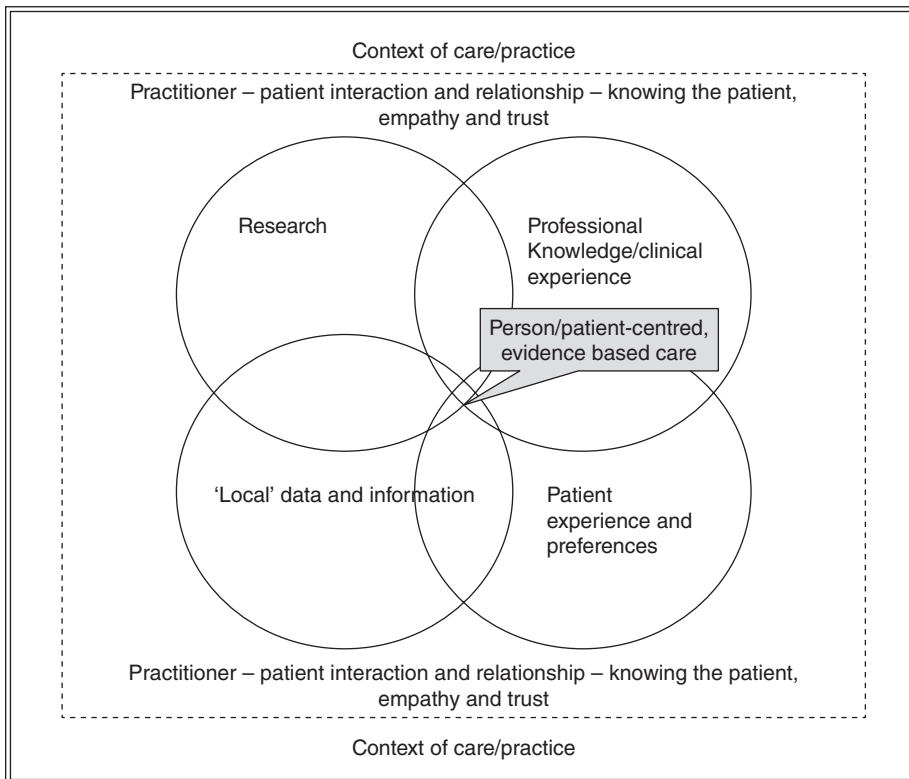 Context of care/practice
Practitioner – patient interaction and relationship – knowing the patient,
empathy and trust
Research
Professional
Knowledge/clinical
experience
Person/patient-centred,
evidence based care
'Local' data and information
Patient
experience and
preferences
Practitioner – patient interaction and relationship – knowing the patient,
empathy and trust
Context of care/practice